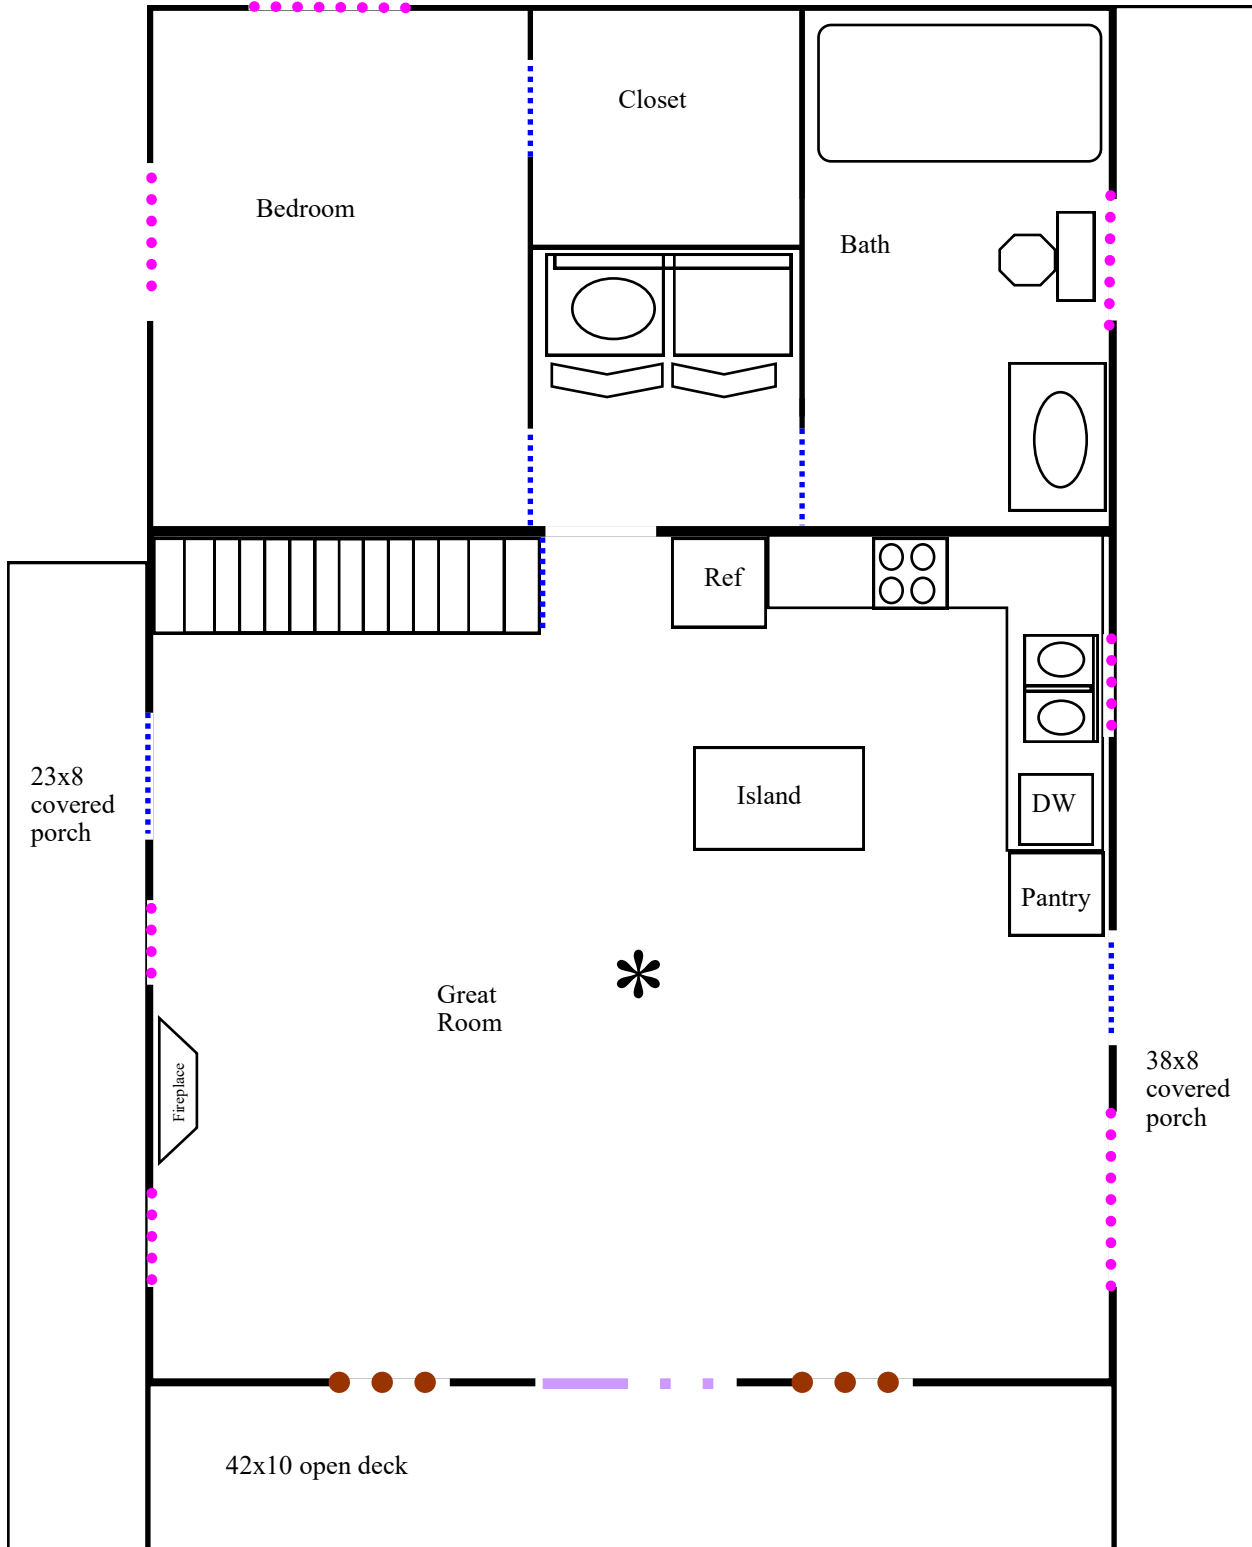 Closet
Bedroom
Bath
Ref
23x8
covered
porch
Island
DW
Pantry
*
Great
Room
Fireplace
38x8
covered
porch
42x10 open deck